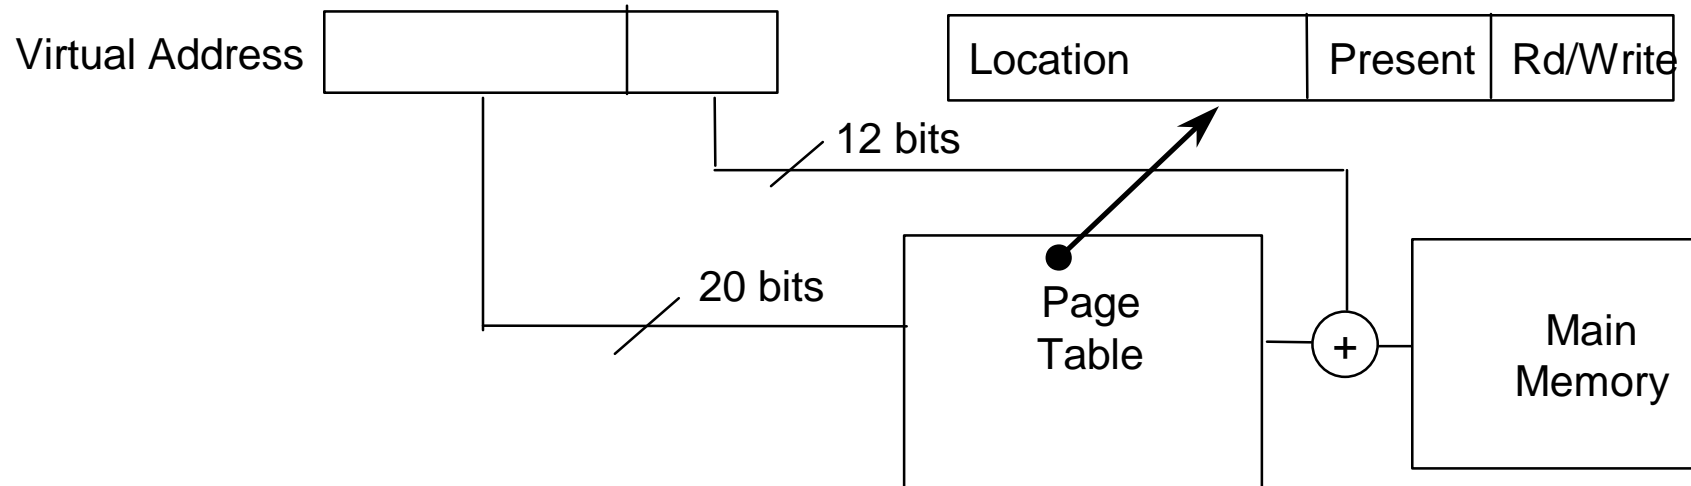 Virtual Address
Location Present Rd/Write
12 bits
20 bits
Page
Table
+
Main
Memory